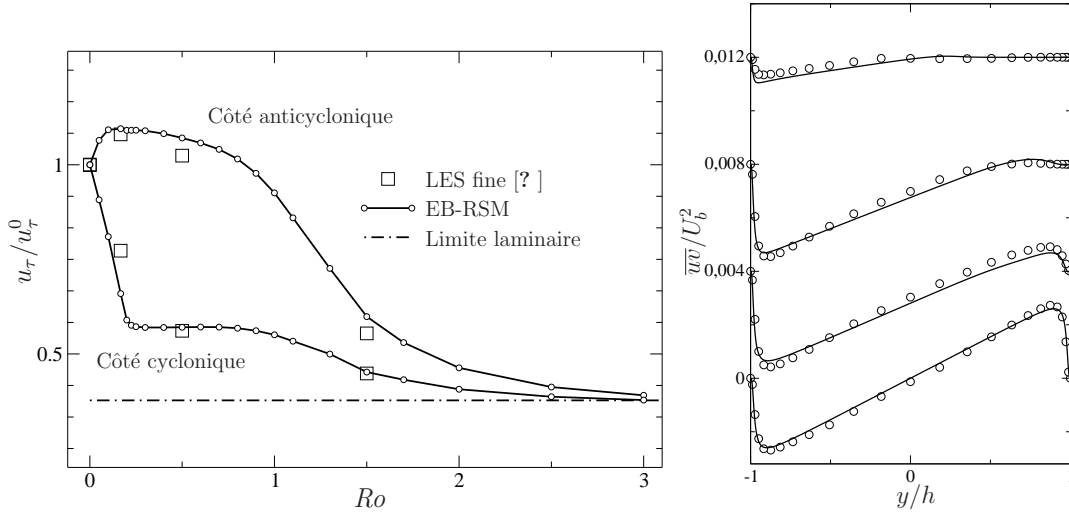 Côté anticyclonique
LES fine [? ]
EB-RSM
Limite laminaire
Côté cyclonique
1
0.5
u_τ/u_τ^0
0
1
2
3
Ro
0,012
0,008
0,004
0
\overline{uv}/U_b^2
-1
0
1
y/h